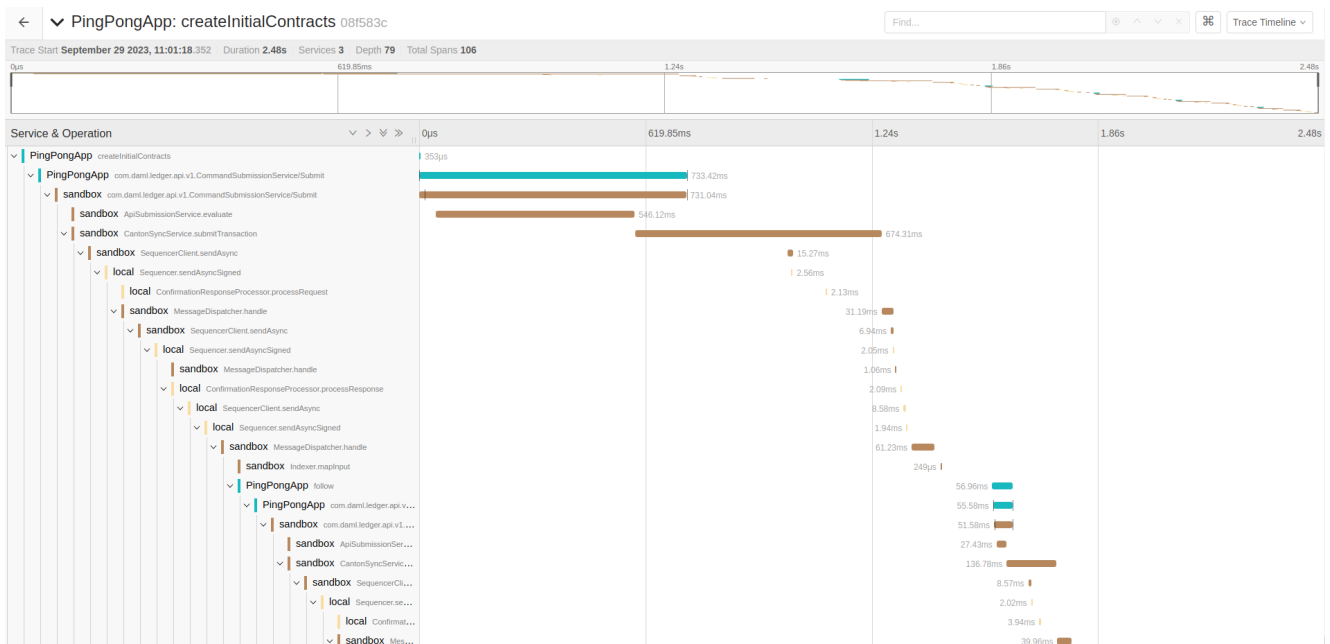 PingPongApp: createInitialContracts 08f583c
Find...
Trace Timeline
Trace Start September 29 2023, 11:01:18.352 Duration 2.48s Services 3 Depth 79 Total Spans 106
0μs 619.85ms 1.24s 1.86s 2.48s
Service & Operation 0μs 619.85ms 1.24s 1.86s 2.48s
PingPongApp createInitialContracts 353μs
PingPongApp com.daml.ledger.api.v1.CommandSubmissionService/Submit 733.42ms
sandbox com.daml.ledger.api.v1.CommandSubmissionService/Submit 731.04ms
sandbox ApiSubmissionService.evaluate 546.12ms
sandbox CantonSyncService.submitTransaction 674.31ms
sandbox SequencerClient.sendAsync 15.27ms
local Sequencer.sendAsyncSigned 2.56ms
local ConfirmationResponseProcessor.processRequest 2.13ms
sandbox MessageDispatcher.handle 31.19ms
sandbox SequencerClient.sendAsync 6.94ms
local Sequencer.sendAsyncSigned 2.05ms
sandbox MessageDispatcher.handle 1.06ms
local ConfirmationResponseProcessor.processResponse 2.09ms
local SequencerClient.sendAsync 8.58ms
local Sequencer.sendAsyncSigned 1.94ms
sandbox MessageDispatcher.handle 61.23ms
sandbox Indexer.mapInput 249μs
PingPongApp follow 56.96ms
PingPongApp com.daml.ledger.api.v... 55.58ms
sandbox com.daml.ledger.api.v1.... 51.58ms
sandbox ApiSubmissionSer... 27.43ms
sandbox CantonSyncServic... 136.78ms
sandbox SequencerCli... 8.57ms
local Sequencer.se... 2.02ms
local Confirmat... 3.94ms
sandbox Mes... 39.96ms